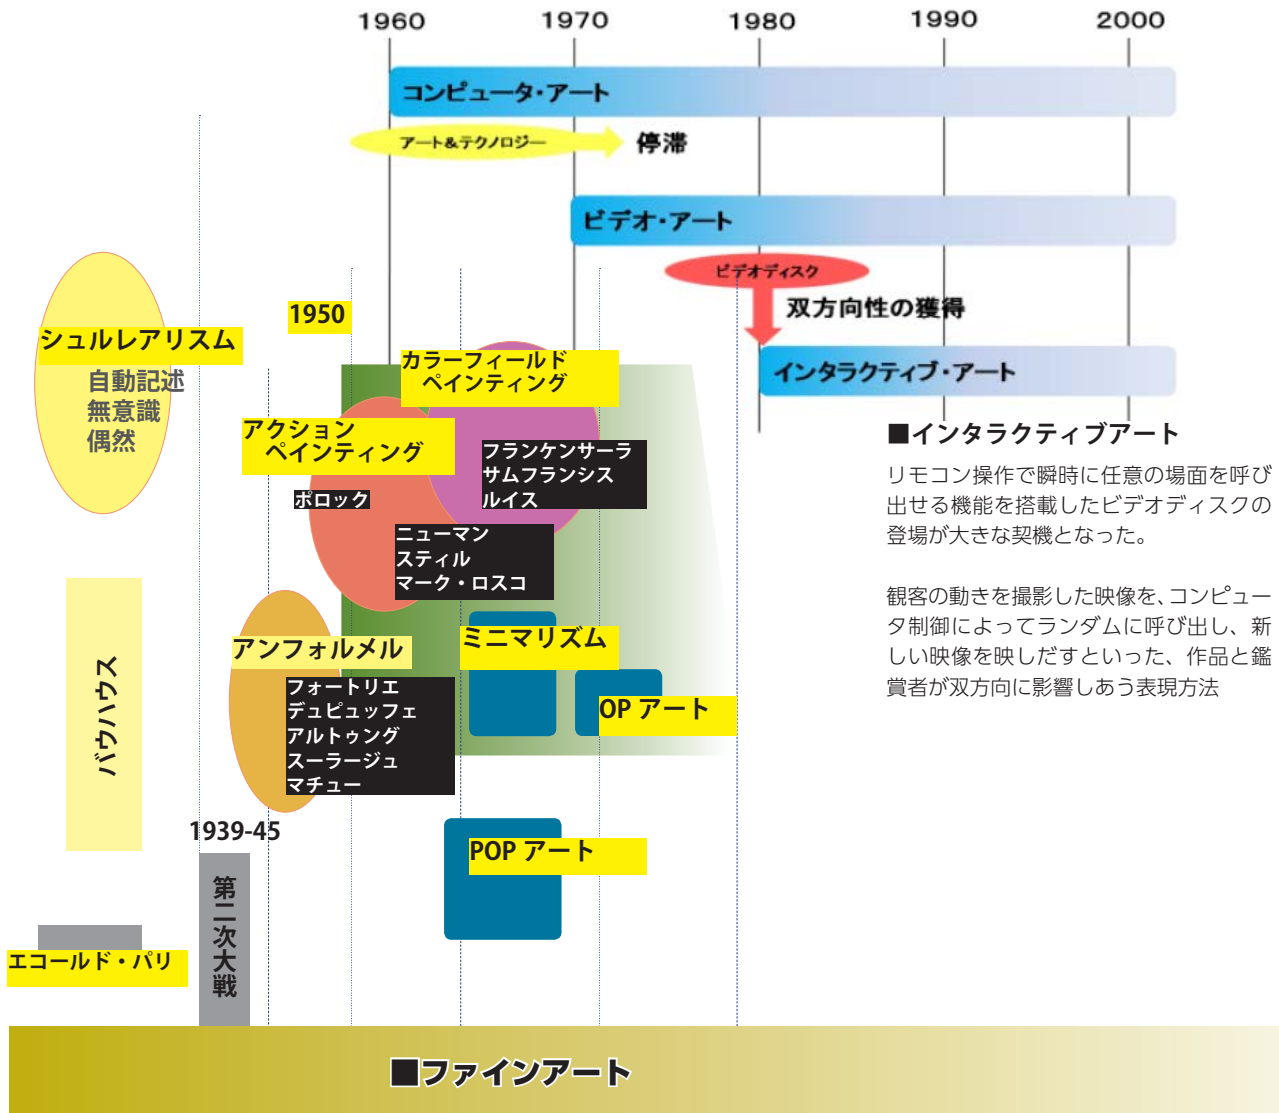 1960
1970
1980
1990
2000
コンピュータ・アート
アート&テクノロジー
停滞
ビデオ・アート
ビデオディスク
双方向性の獲得
インタラクティブ・アート
1950
シュルレアリスム
自動記述
無意識
偶然
カラーフィールド
ペインティング
アクション
ペインティング
フランケンサーラ
サムフランシス
ルイス
ポロック
ニューマン
スティル
マーク・ロスコ
アンフォルメル
フォートリエ
デュピュッフェ
アルトゥング
スーラージュ
マチュー
ミニマリズム
OP アート
POP アート
バウハウス
1939-45
第二次大戦
エコールド・パリ
■インタラクティブアート
リモコン操作で瞬時に任意の場面を呼び
出せる機能を搭載したビデオディスクの
登場が大きな契機となった。
観客の動きを撮影した映像を、コンピュー
タ制御によってランダムに呼び出し、新
しい映像を映しだすといった、作品と鑑
賞者が双方向に影響しあう表現方法
■ファインアート